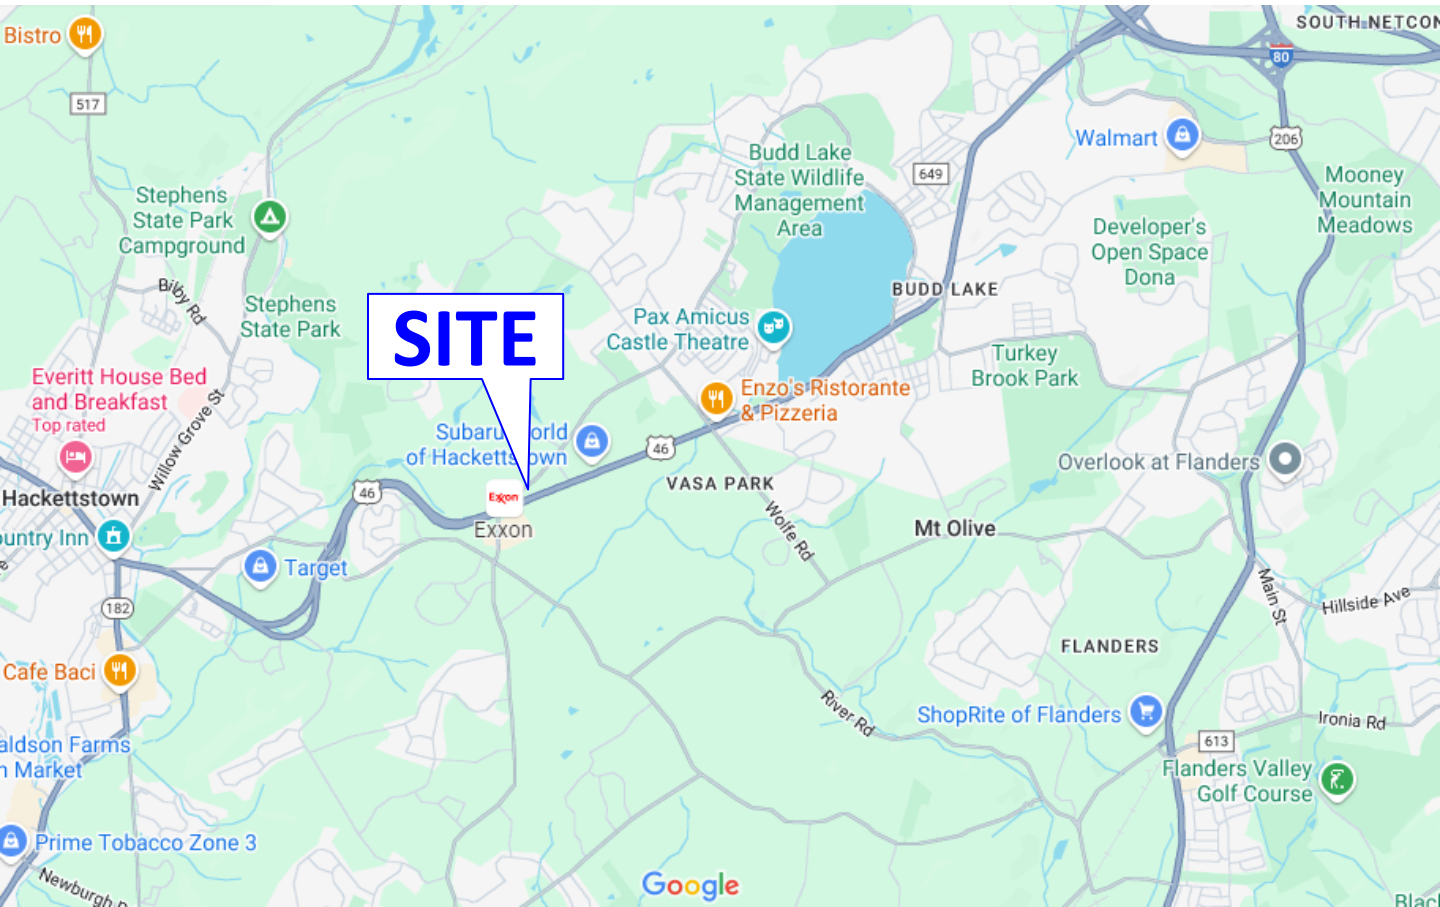 Bistro
SOUTH NETCON
80
517
Walmart
206
Budd Lake
State Wildlife
Management
Area
649
Mooney
Mountain
Meadows
Stephens
State Park
Campground
Developer's
Open Space
Dona
Bilby Rd
BUDD LAKE
Stephens
State Park
SITE
Pax Amicus
Castle Theatre
Turkey
Brook Park
Everitt House Bed
and Breakfast
Top rated
Willow Grove St
Enzo's Ristorante
& Pizzeria
Subaru World
of Hackettstown
46
Overlook at Flanders
VASA PARK
46
Hackettstown
Exxon
Exxon
Wolfe Rd
Mt Olive
ountry Inn
Target
182
Main St
Hillside Ave
FLANDERS
Cafe Baci
River Rd
ShopRite of Flanders
Ironia Rd
613
aldson Farms
n Market
Flanders Valley
Golf Course
Prime Tobacco Zone 3
Newburgh
Google
Blac